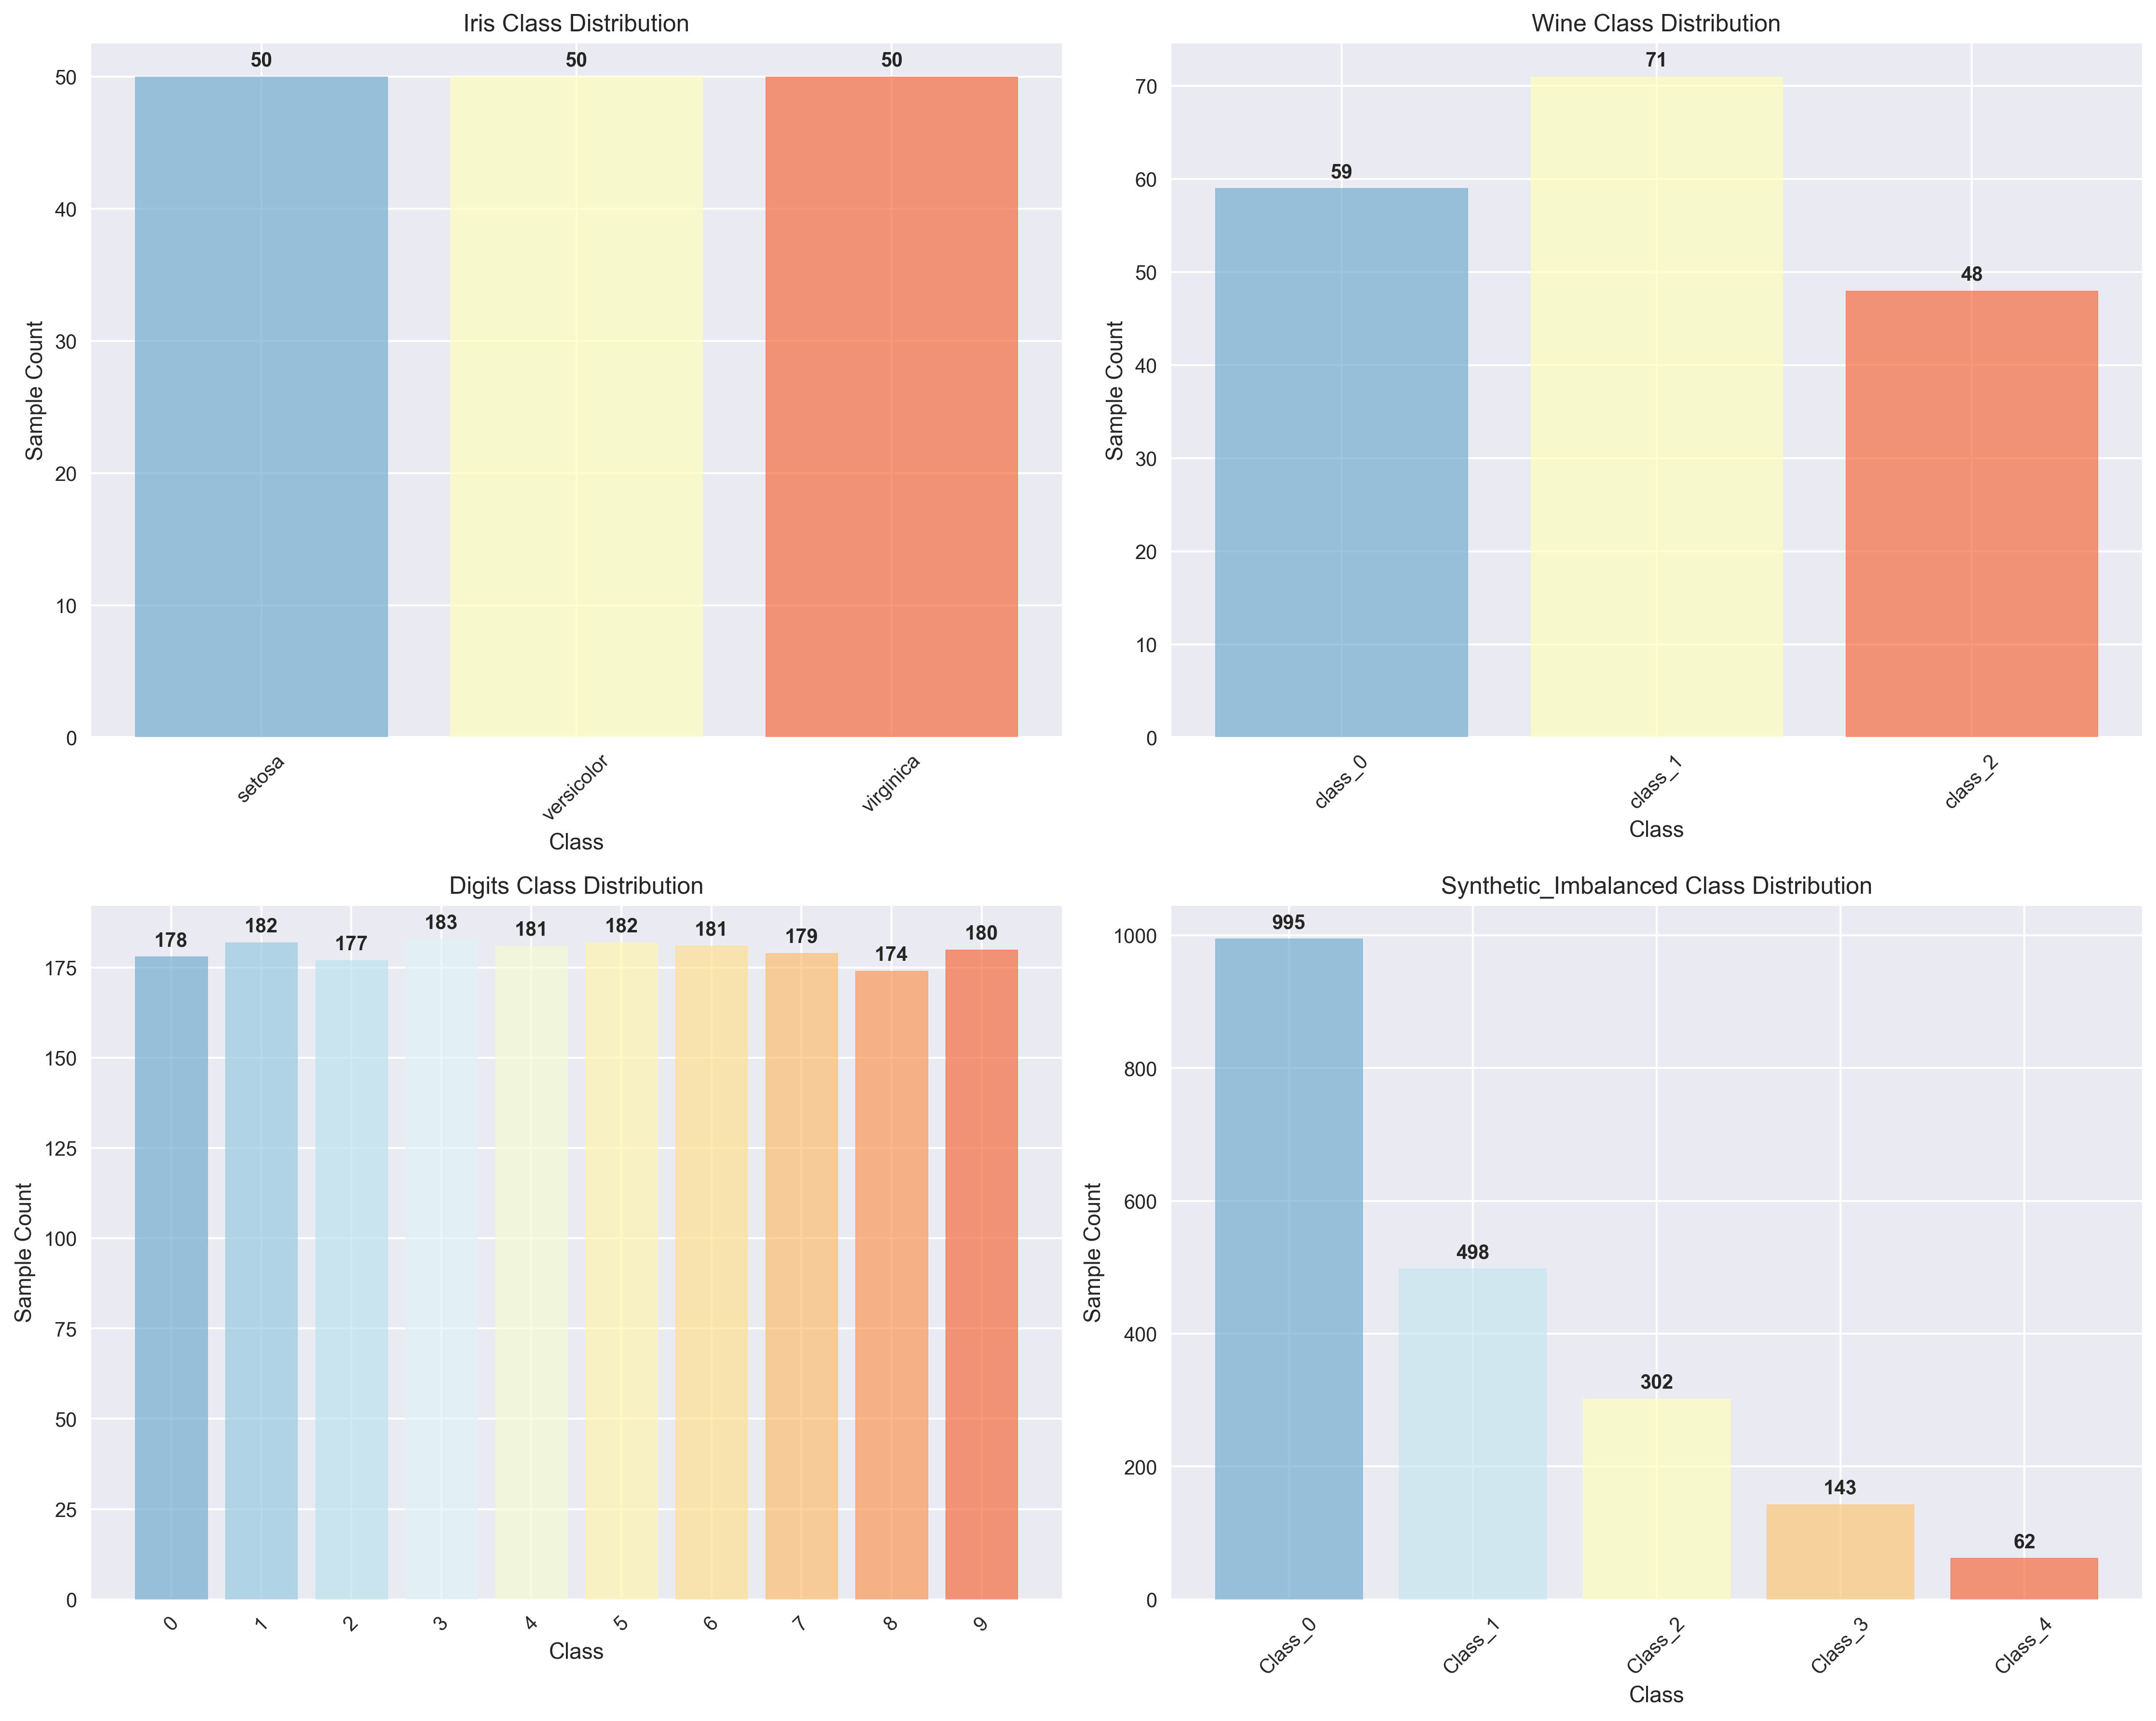 Iris Class Distribution
50 50 50
50
40
30
20
10
0
Sample Count
setosa versicolor virginica
Class
Wine Class Distribution
59 71 48
70
60
50
40
30
20
10
0
Sample Count
class_0 class_1 class_2
Class
Digits Class Distribution
178 182 177 183 181 182 181 179 174 180
175
150
125
100
75
50
25
0
Sample Count
0 1 2 3 4 5 6 7 8 9
Class
Synthetic_Imbalanced Class Distribution
995 498 302 143 62
1000
800
600
400
200
0
Sample Count
Class_0 Class_1 Class_2 Class_3 Class_4
Class